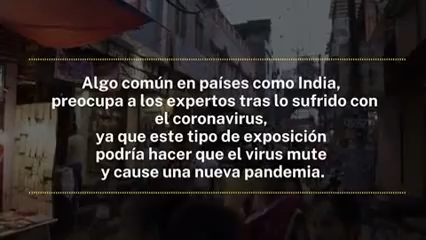 Algo común en países como India,
preocupa a los expertos tras lo sufrido con
el coronavirus,
ya que este tipo de exposición
podría hacer que el virus mute
y cause una nueva pandemia.